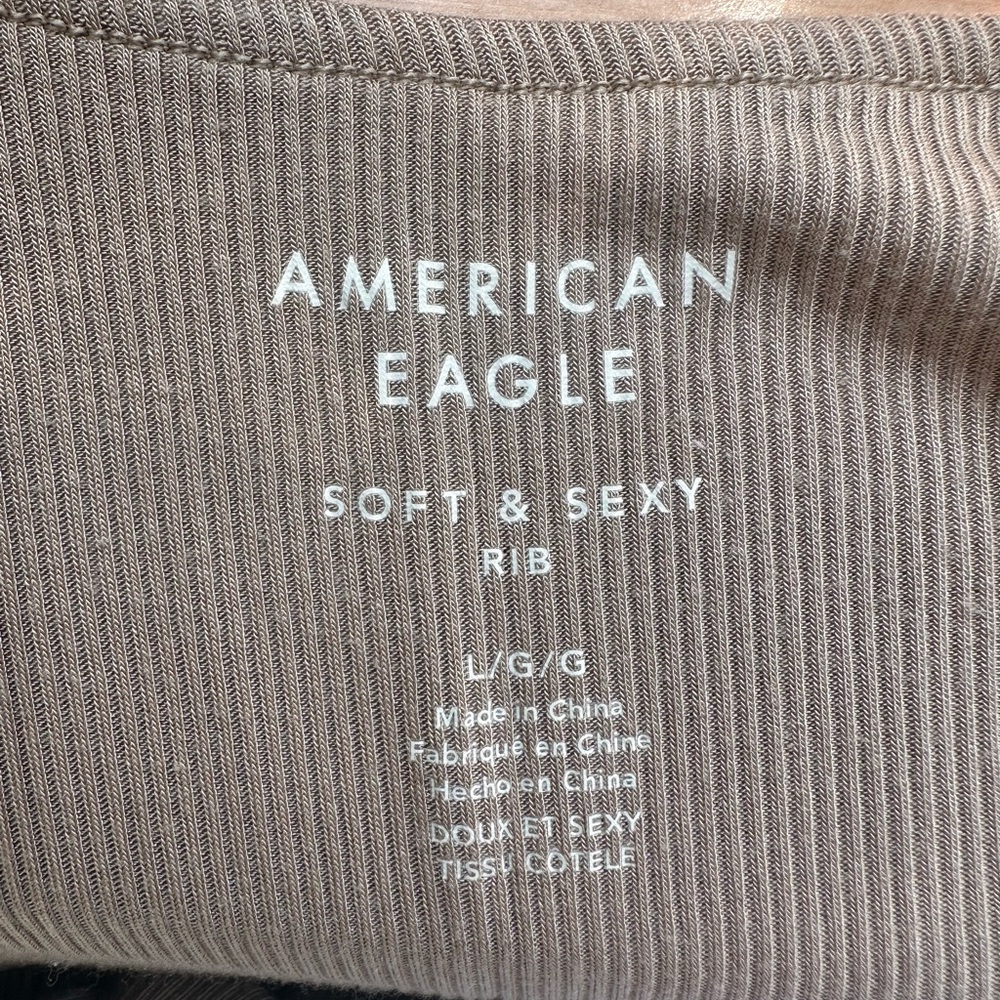 AMERICAN
EAGLE
SOFT & SEXY
RIB
L/G/G
Made in China
Fabriqué en Chine
Hecho en China
DOUX ET SEXY
TISSU CÔTELÉ